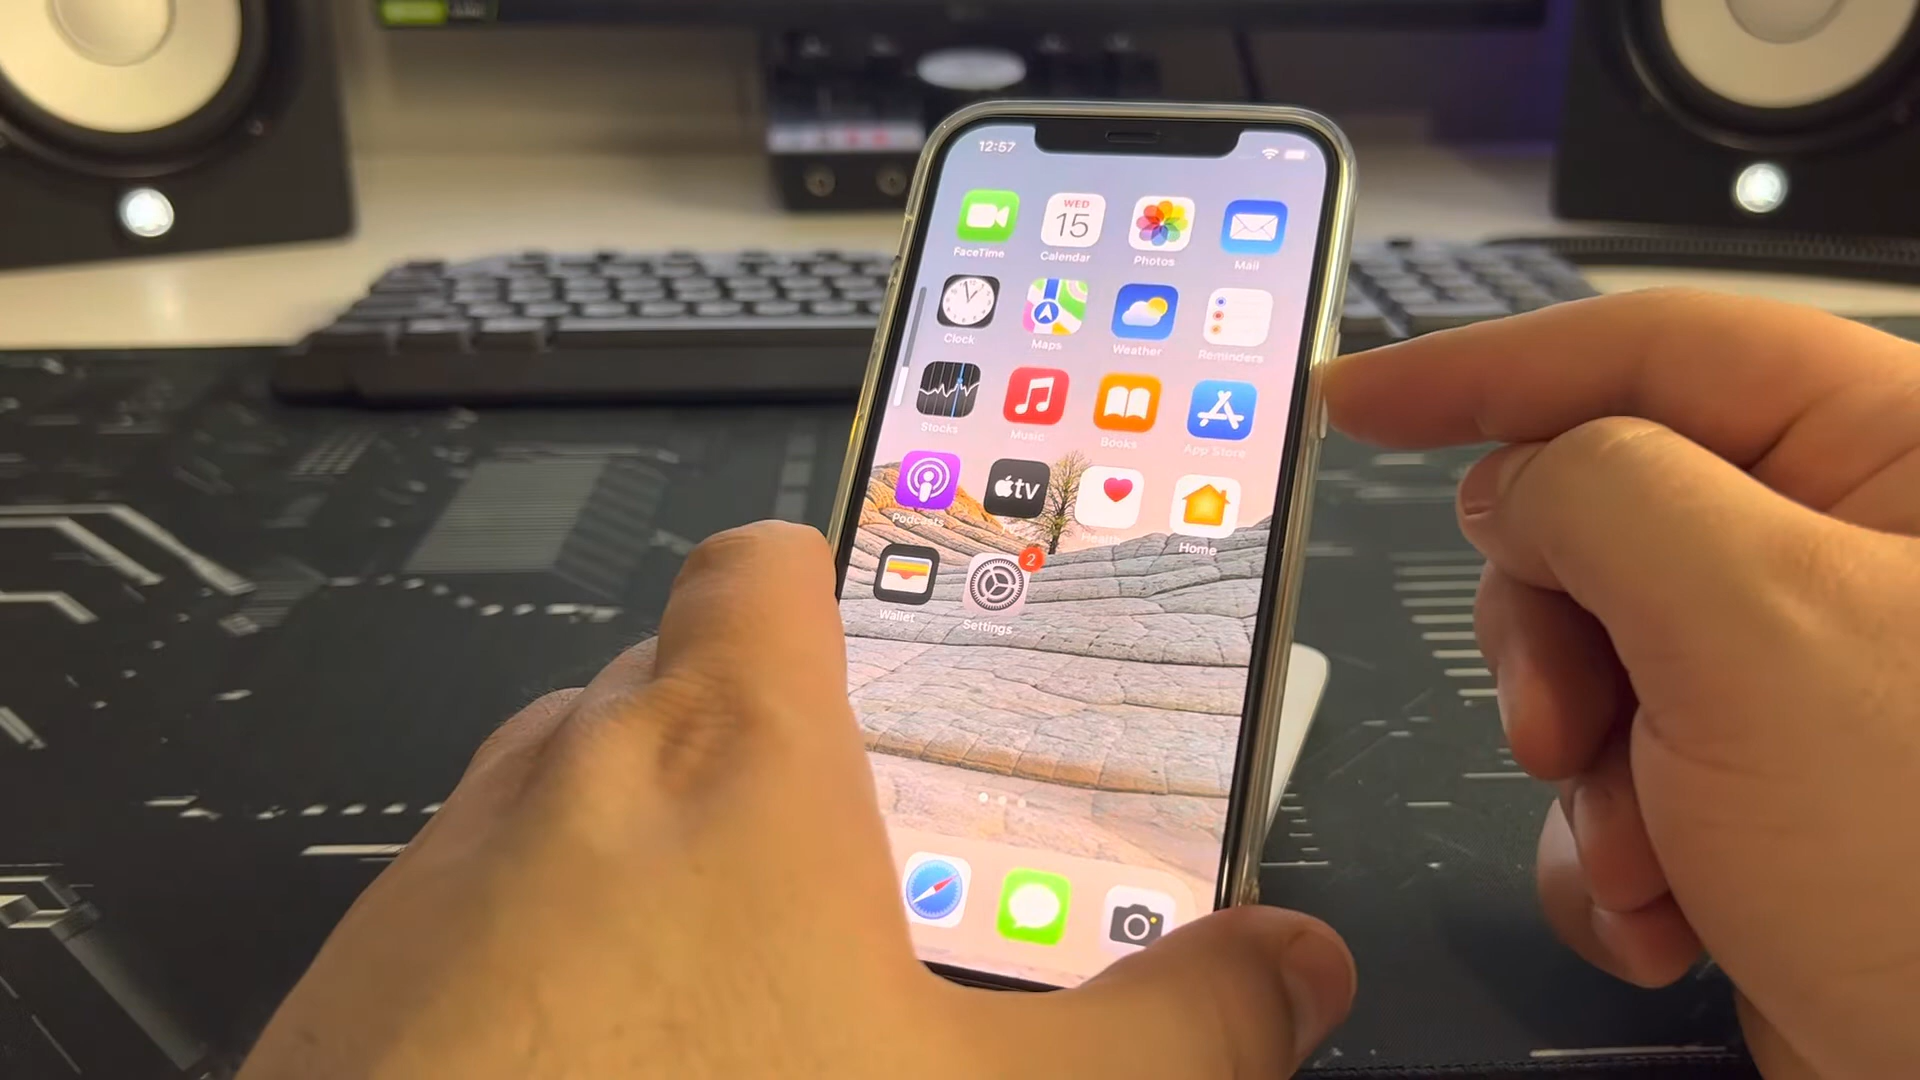 12:57
WED
15
FaceTime
Calendar
Photos
Mail
Clock
Maps
Weather
Reminders
Stocks
Music
Books
App Store
tv
Podcasts
Health
Home
2
Wallet
Settings